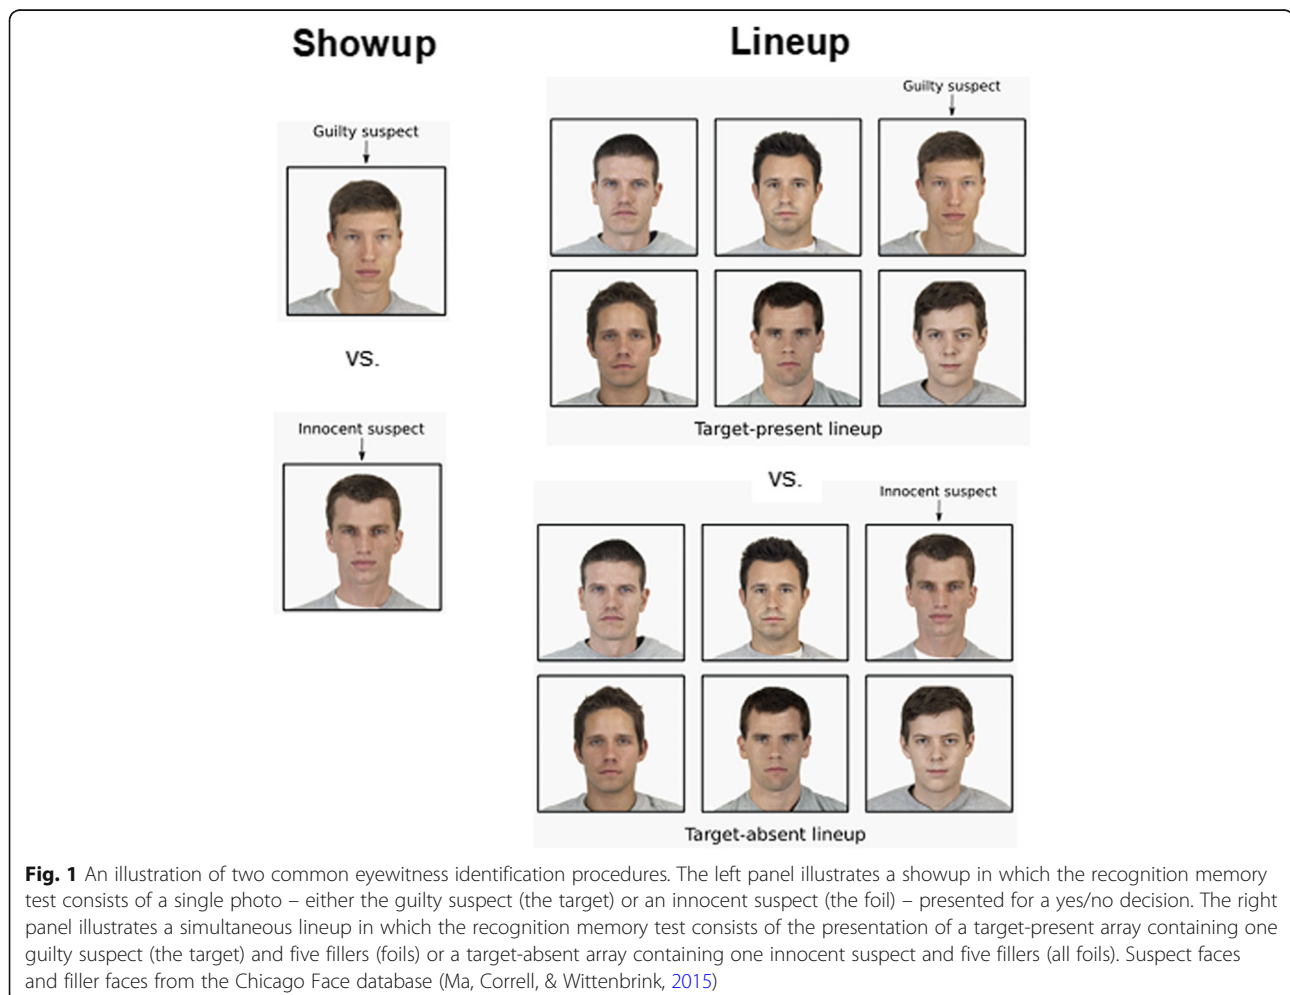 Showup
Lineup
Guilty suspect
vs.
Innocent suspect
Guilty suspect
Target-present lineup
vs.
Innocent suspect
Target-absent lineup
Fig. 1 An illustration of two common eyewitness identification procedures. The left panel illustrates a showup in which the recognition memory
test consists of a single photo – either the guilty suspect (the target) or an innocent suspect (the foil) – presented for a yes/no decision. The right
panel illustrates a simultaneous lineup in which the recognition memory test consists of the presentation of a target-present array containing one
guilty suspect (the target) and five fillers (foils) or a target-absent array containing one innocent suspect and five fillers (all foils). Suspect faces
and filler faces from the Chicago Face database (Ma, Correll, & Wittenbrink, 2015)